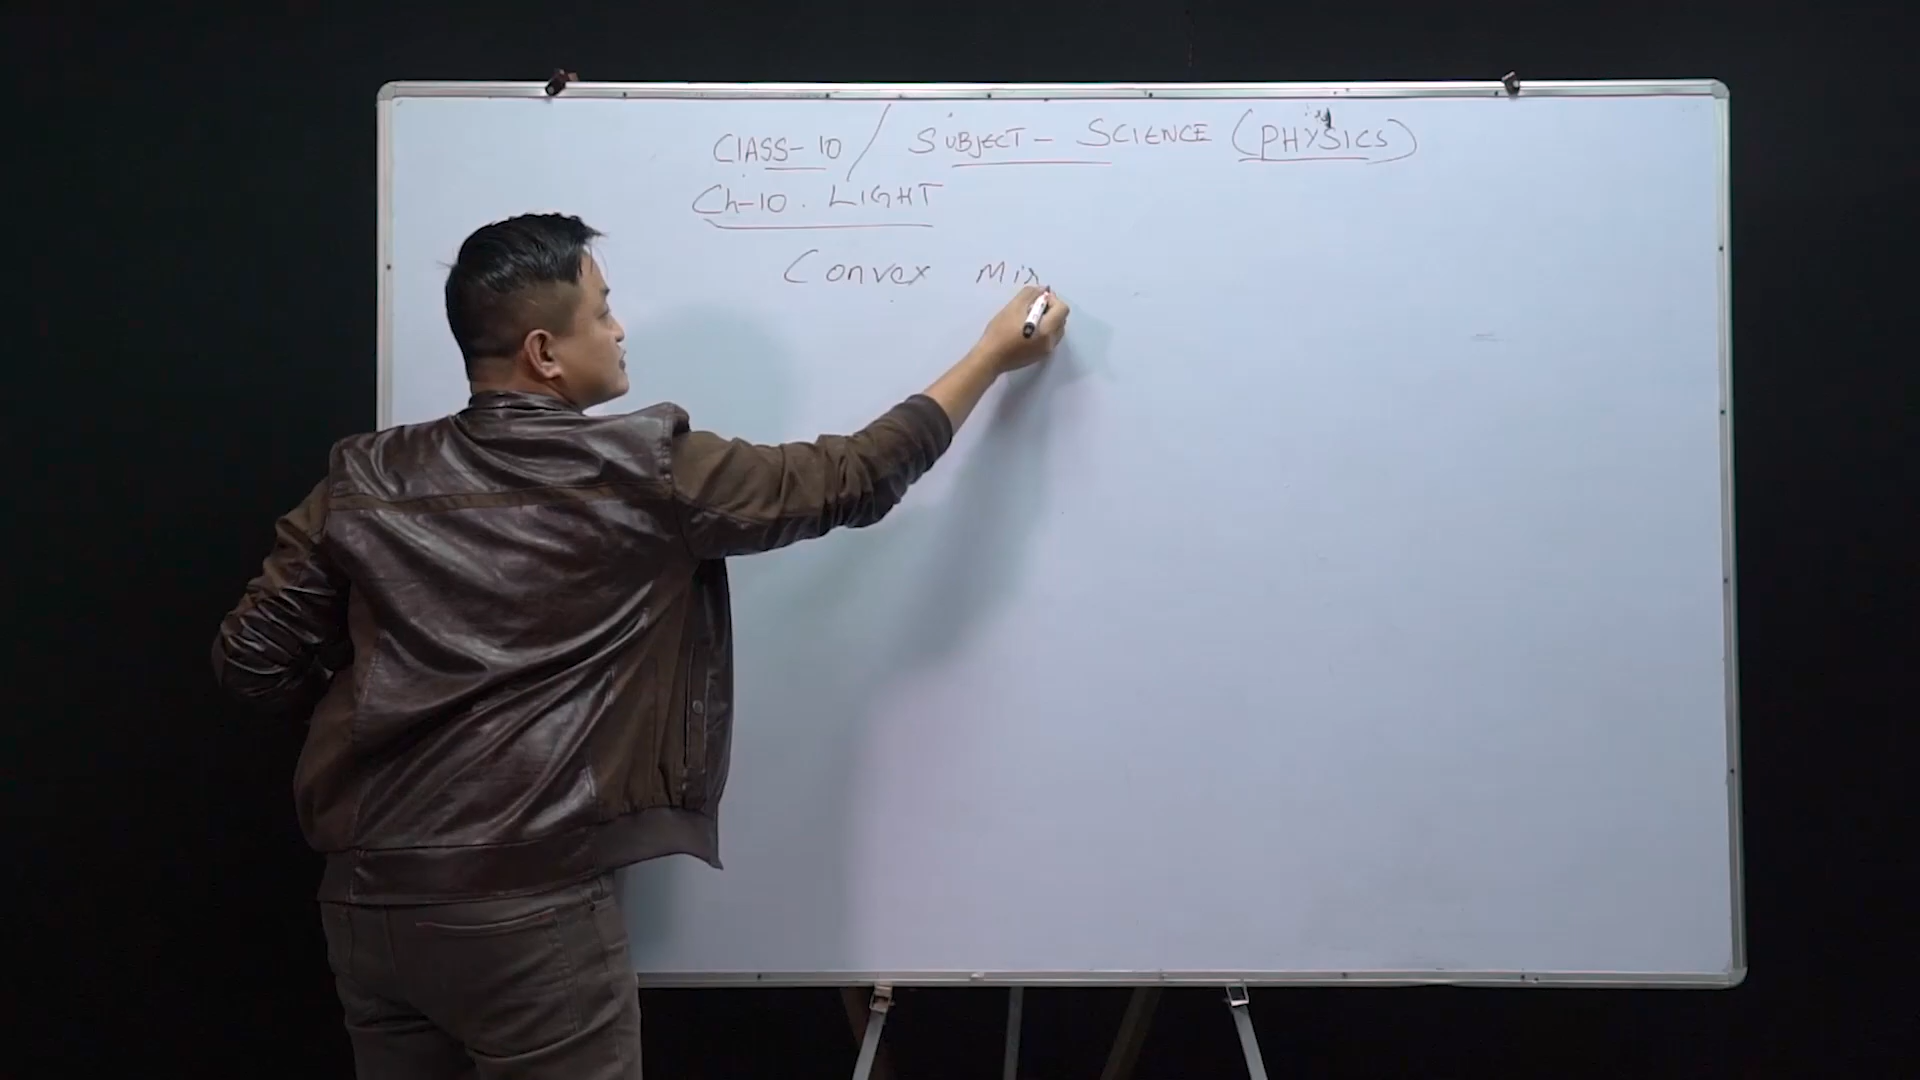 CLASS-10 / SUBJECT - SCIENCE (PHYSICS)
Ch-10. LIGHT
Convex Mir